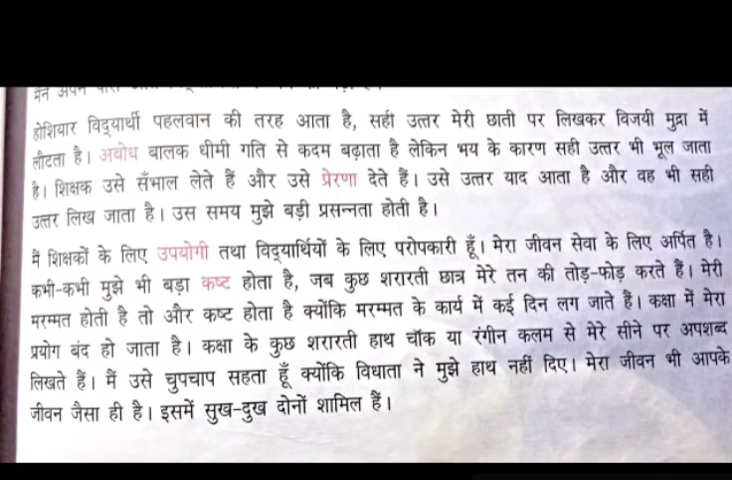 होशियार विद्यार्थी पहलवान की तरह आता है, सही उत्तर मेरी छाती पर लिखकर विजयी मुद्रा में
लौटता है। अबोध बालक धीमी गति से कदम बढ़ाता है लेकिन भय के कारण सही उत्तर भी भूल जाता
है। शिक्षक उसे सँभाल लेते हैं और उसे प्रेरणा देते हैं। उसे उत्तर याद आता है और वह भी सही
उत्तर लिख जाता है। उस समय मुझे बड़ी प्रसन्नता होती है।
मैं शिक्षकों के लिए उपयोगी तथा विद्यार्थियों के लिए परोपकारी हूँ। मेरा जीवन सेवा के लिए अर्पित है।
कभी-कभी मुझे भी बड़ा कष्ट होता है, जब कुछ शरारती छात्र मेरे तन की तोड़-फोड़ करते हैं। मेरी
मरम्मत होती है तो और कष्ट होता है क्योंकि मरम्मत के कार्य में कई दिन लग जाते हैं। कक्षा में मेरा
प्रयोग बंद हो जाता है। कक्षा के कुछ शरारती हाथ चॉक या रंगीन कलम से मेरे सीने पर अपशब्द
लिखते हैं। मैं उसे चुपचाप सहता हूँ क्योंकि विधाता ने मुझे हाथ नहीं दिए। मेरा जीवन भी आपके
जीवन जैसा ही है। इसमें सुख-दुख दोनों शामिल हैं।